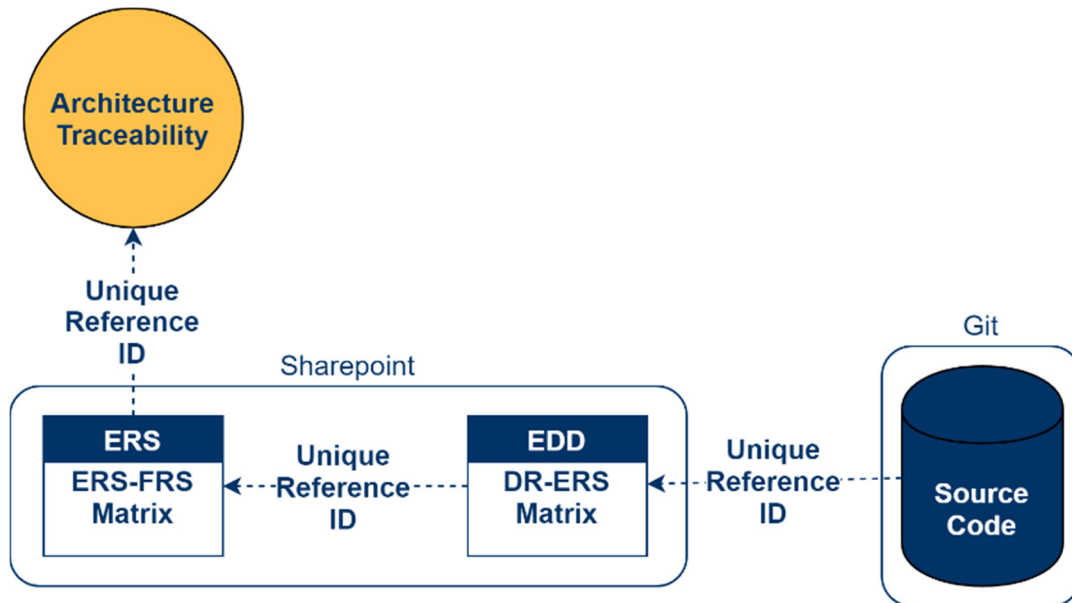 Architecture
Traceability
Unique
Reference
ID
Git
Sharepoint
ERS
ERS-FRS
Matrix
Unique
Reference
ID
EDD
DR-ERS
Matrix
Unique
Reference
ID
Source
Code